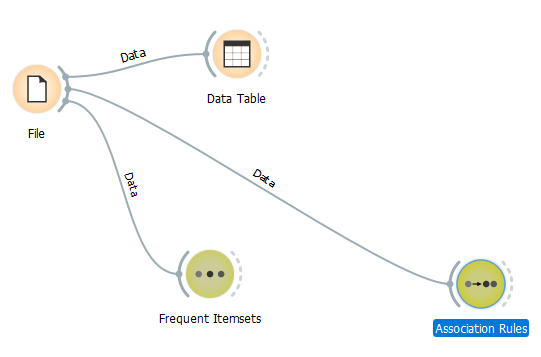 Data
Data Table
File
Data
Data
Frequent Itemsets
Association Rules